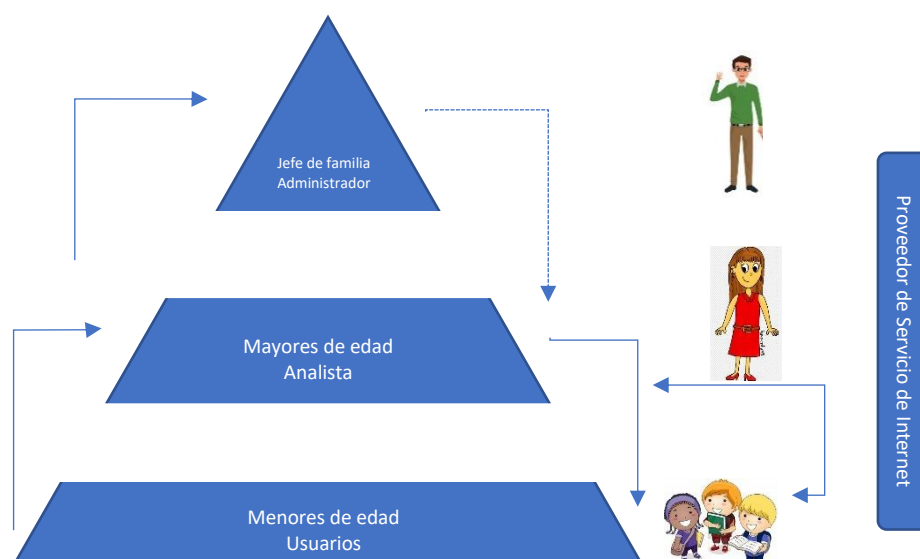 Jefe de familia
Administrador
Mayores de edad
Analista
Menores de edad
Usuarios
Proveedor de Servicio de Internet